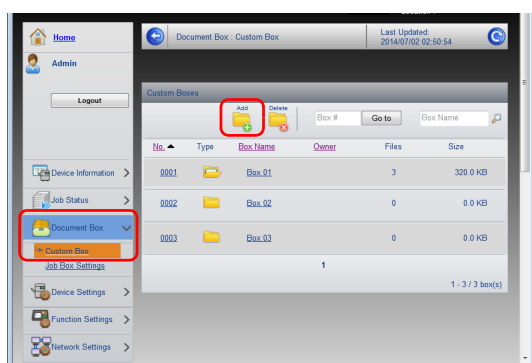 Home
Document Box : Custom Box
Last Updated:
2014/07/02 02:50:54
Admin
Logout
Custom Boxes
Add
Delete
Box #
Go to
Box Name
No.
Type
Box Name
Owner
Files
Size
0001
Box 01
3
320.0 KB
0002
Box 02
0
0.0 KB
0003
Box 03
0
0.0 KB
1
1 - 3 / 3 box(s)
Device Information
Job Status
Document Box
* Custom Box
Job Box Settings
Device Settings
Function Settings
Network Settings